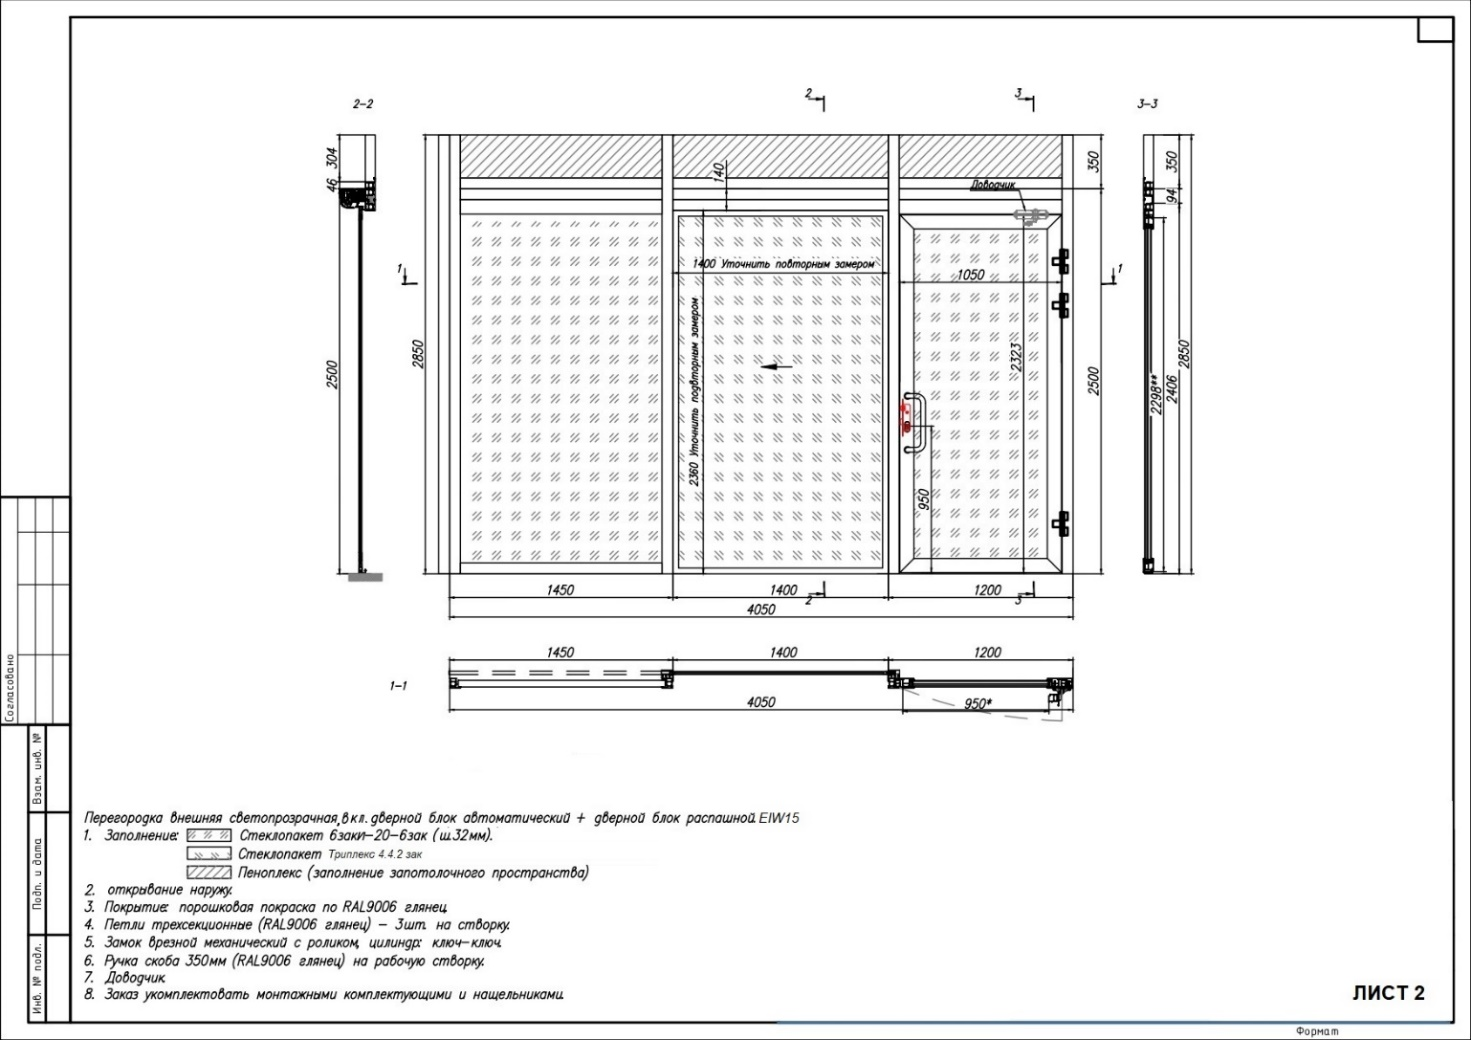 2-2
2
3
3-3
304
46
2500
1
2850
140
Доводчик
1400 Уточнить повторным замером
2360 Уточнить подвторным замером
1050
2323
950
350
2500
1
350
94
2298**
2406
2850
1450
1400
1200
2
3
4050
1-1
1450
1400
1200
4050
950*
Перегородка внешняя светопрозрачная, вкл. дверной блок автоматический + дверной блок распашной. EIW15
1. Заполнение: Стеклопакет 6заки-20-6зак (ш.32мм).
Стеклопакет Триплекс 4.4.2 зак
Пеноплекс (заполнение запотолочного пространства)
2. открывание наружу.
3. Покрытие: порошковая покраска по RAL9006 глянец.
4. Петли трехсекционные (RAL9006 глянец) - 3шт. на створку.
5. Замок врезной механический с роликом, цилиндр: ключ-ключ.
6. Ручка скоба 350мм (RAL9006 глянец) на рабочую створку.
7. Доводчик.
8. Заказ укомплектовать монтажными комплектующими и нащельниками.
Согласовано
Взам. инв. №
Подп. и дата
Инв. № подл.
ЛИСТ 2
Формат